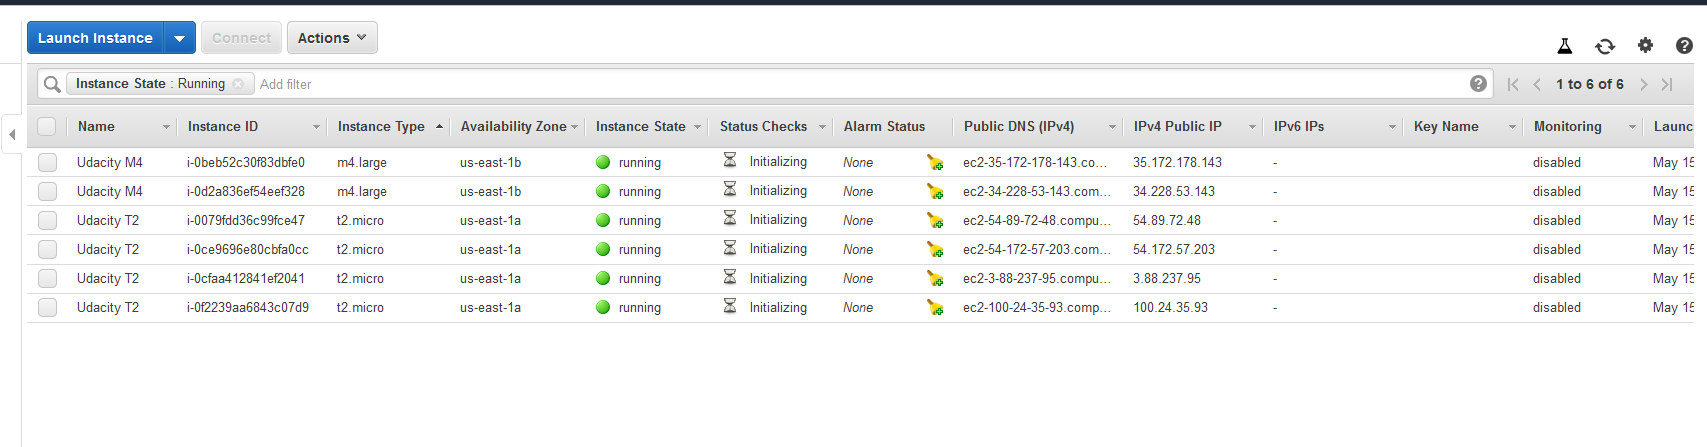 Launch Instance Connect Actions
Instance State : Running Add filter 1 to 6 of 6
Name Instance ID Instance Type Availability Zone Instance State Status Checks Alarm Status Public DNS (IPv4) IPv4 Public IP IPv6 IPs Key Name Monitoring Launc
Udacity M4 i-0beb52c30f83dbfe0 m4.large us-east-1b running Initializing None ec2-35-172-178-143.co... 35.172.178.143 - disabled May 15
Udacity M4 i-0d2a836ef54eef328 m4.large us-east-1b running Initializing None ec2-34-228-53-143.com... 34.228.53.143 - disabled May 15
Udacity T2 i-0079fdd36c99fce47 t2.micro us-east-1a running Initializing None ec2-54-89-72-48.compu... 54.89.72.48 - disabled May 15
Udacity T2 i-0ce9696e80cbfa0cc t2.micro us-east-1a running Initializing None ec2-54-172-57-203.com... 54.172.57.203 - disabled May 15
Udacity T2 i-0cfaa412841ef2041 t2.micro us-east-1a running Initializing None ec2-3-88-237-95.compu... 3.88.237.95 - disabled May 15
Udacity T2 i-0f2239aa6843c07d9 t2.micro us-east-1a running Initializing None ec2-100-24-35-93.comp... 100.24.35.93 - disabled May 15